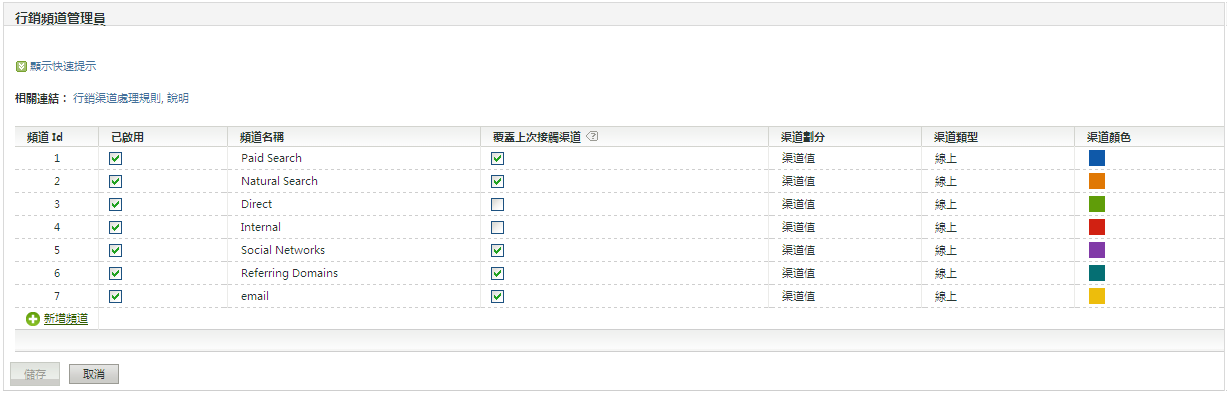 行銷頻道管理員
顯示快速提示
相關連結： 行銷渠道處理規則, 說明
頻道 Id 已啟用 頻道名稱 覆蓋上次接觸渠道 ? 渠道劃分 渠道類型 渠道顏色
1 Paid Search 渠道值 線上
2 Natural Search 渠道值 線上
3 Direct 渠道值 線上
4 Internal 渠道值 線上
5 Social Networks 渠道值 線上
6 Referring Domains 渠道值 線上
7 email 渠道值 線上
新增頻道
儲存 取消